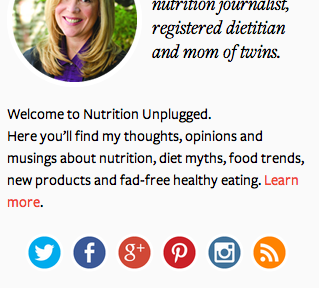 nutrition journalist,
registered dietitian
and mom of twins.
Welcome to Nutrition Unplugged.
Here you'll find my thoughts, opinions and
musings about nutrition, diet myths, food trends,
new products and fad-free healthy eating. Learn
more.